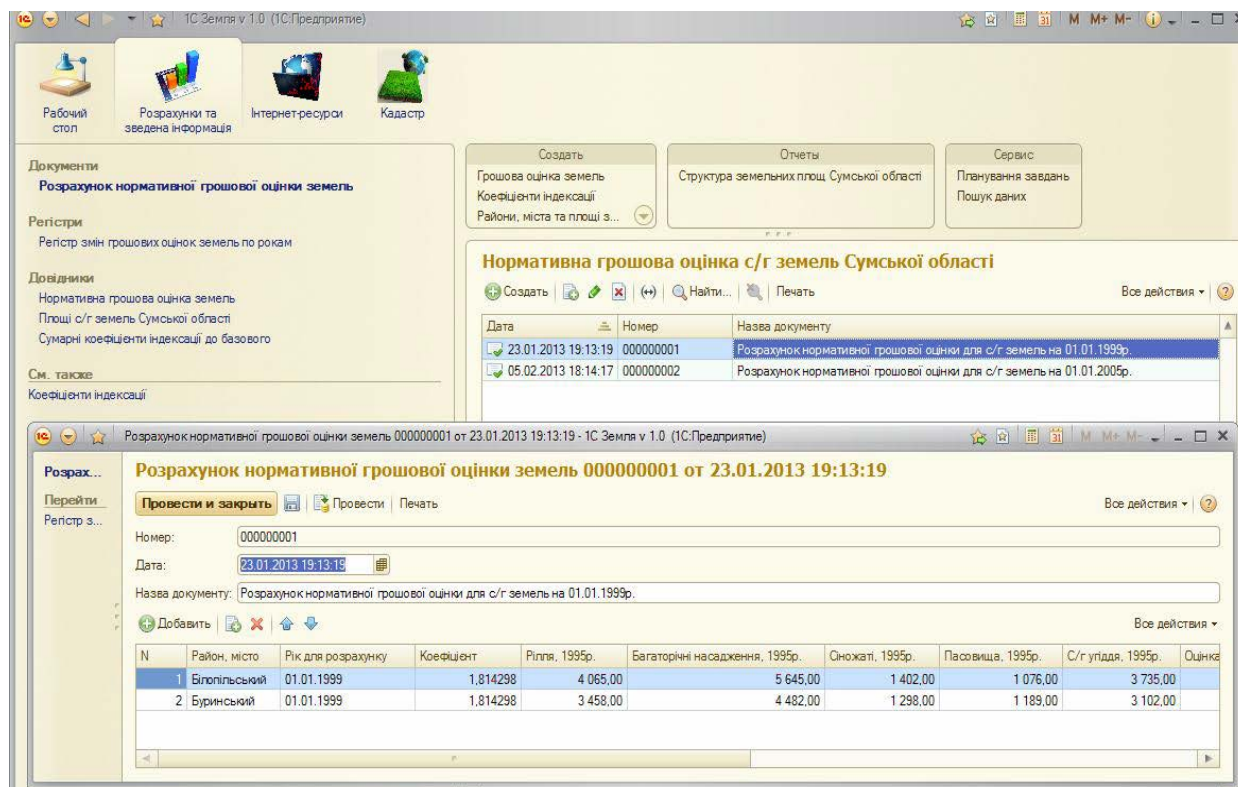 1С Земля v 1.0 (1С:Предприятие)
31 M M+ M-
Рабочий стол
Розрахунки та зведена інформація
Інтернет-ресурси
Кадастр
Документи
Розрахунок нормативної грошової оцінки земель
Регістри
Регістр змін грошових оцінок земель по рокам
Довідники
Нормативна грошова оцінка земель
Площі с/г земель Сумської області
Сумарні коефіцієнти індексації до базового
См. также
Коефіцієнти індексації
Создать
Грошова оцінка земель
Коефіцієнти індексації
Райони, міста та площі з...
Отчеты
Структура земельних площ Сумської області
Сервис
Планування завдань
Пошук даних
Нормативна грошова оцінка с/г земель Сумської області
Создать Найти... Печать Все действия
Дата Номер Назва документу
23.01.2013 19:13:19 000000001 Розрахунок нормативної грошової оцінки для с/г земель на 01.01.1999р.
05.02.2013 18:14:17 000000002 Розрахунок нормативної грошової оцінки для с/г земель на 01.01.2005р.
Розрахунок нормативної грошової оцінки земель 000000001 от 23.01.2013 19:13:19 - 1С Земля v 1.0 (1С:Предприятие)
31 M M+ M-
Розрах...
Перейти
Регістр з...
Розрахунок нормативної грошової оцінки земель 000000001 от 23.01.2013 19:13:19
Провести и закрыть Провести Печать Все действия
Номер: 000000001
Дата: 23.01.2013 19:13:19
Назва документу: Розрахунок нормативної грошової оцінки для с/г земель на 01.01.1999р.
Добавить Все действия
N Район, місто Рік для розрахунку Коефіцієнт Рілля, 1995р. Багаторічні насадження, 1995р. Сіножаті, 1995р. Пасовища, 1995р. С/г угіддя, 1995р. Оцінка
1 Білопільський 01.01.1999 1,814298 4 065,00 5 645,00 1 402,00 1 076,00 3 735,00
2 Буринський 01.01.1999 1,814298 3 458,00 4 482,00 1 298,00 1 189,00 3 102,00